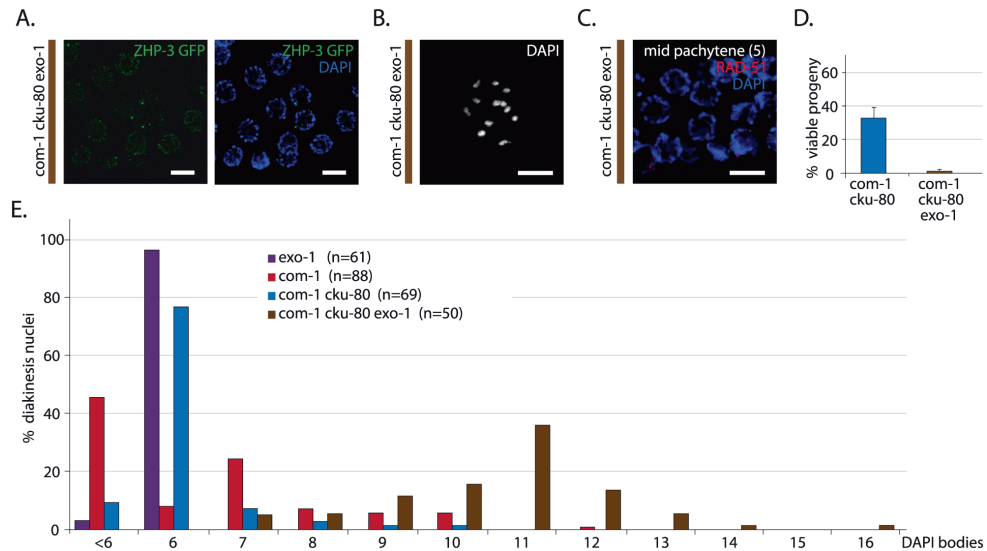 A.
com-1 cku-80 exo-1
ZHP-3 GFP
ZHP-3 GFP
DAPI
B.
com-1 cku-80 exo-1
DAPI
C.
com-1 cku-80 exo-1
mid pachytene (5)
RAD-51
DAPI
D.
% viable progeny
60
40
20
0
com-1
cku-80
com-1
cku-80
exo-1
E.
% diakinesis nuclei
100
80
60
40
20
0
exo-1 (n=61)
com-1 (n=88)
com-1 cku-80 (n=69)
com-1 cku-80 exo-1 (n=50)
<6 6 7 8 9 10 11 12 13 14 15 16 DAPI bodies